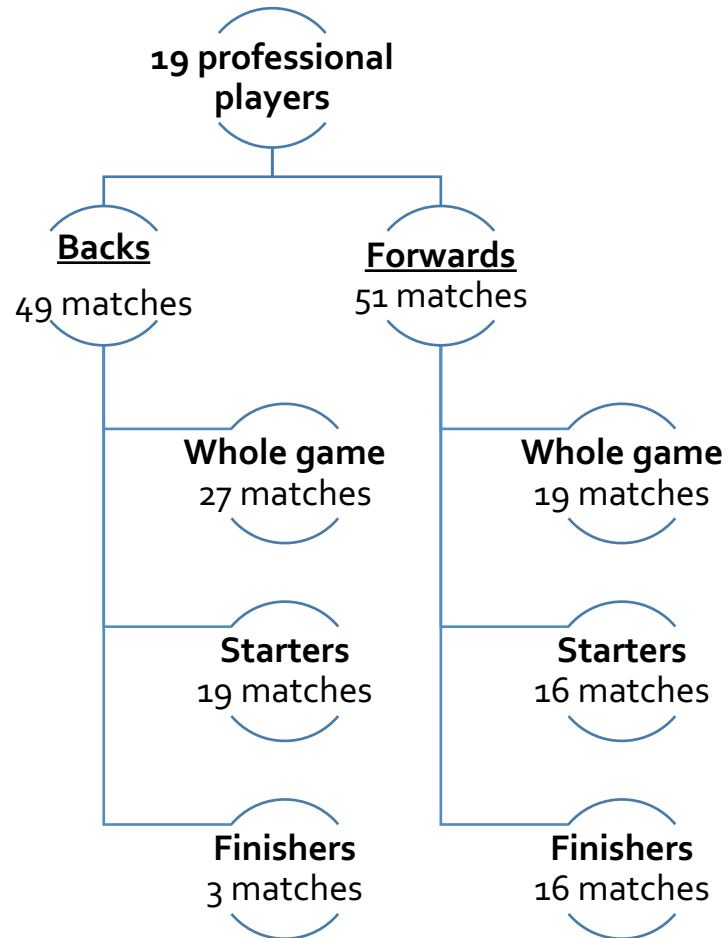 19 professional
players
Backs
49 matches
Forwards
51 matches
Whole game
27 matches
Whole game
19 matches
Starters
19 matches
Starters
16 matches
Finishers
3 matches
Finishers
16 matches